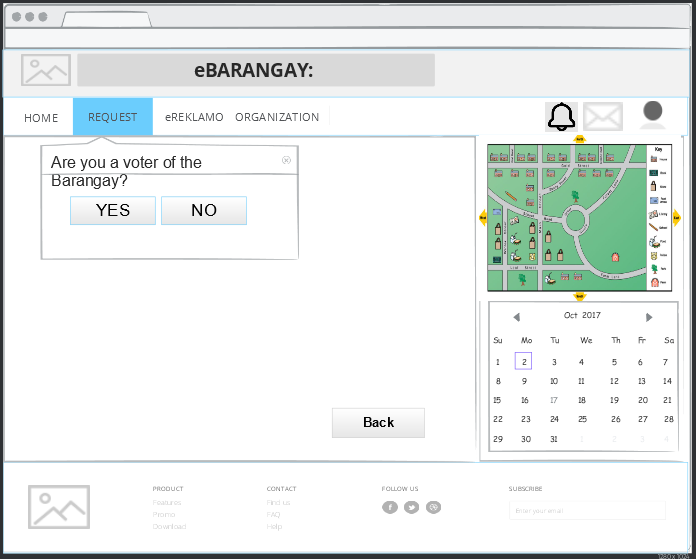 eBARANGAY:
HOME
REQUEST
eREKLAMO
ORGANIZATION
Are you a voter of the
Barangay?
YES
NO
Key
Oct 2017
Su Mo Tu We Th Fr Sa
1 2 3 4 5 6 7
8 9 10 11 12 13 14
15 16 17 18 19 20 21
22 23 24 25 26 27 28
29 30 31 1 2 3 4
Back
PRODUCT
Features
Promo
Download
CONTACT
Find us
FAQ
Help
FOLLOW US
SUBSCRIBE
Enter your email